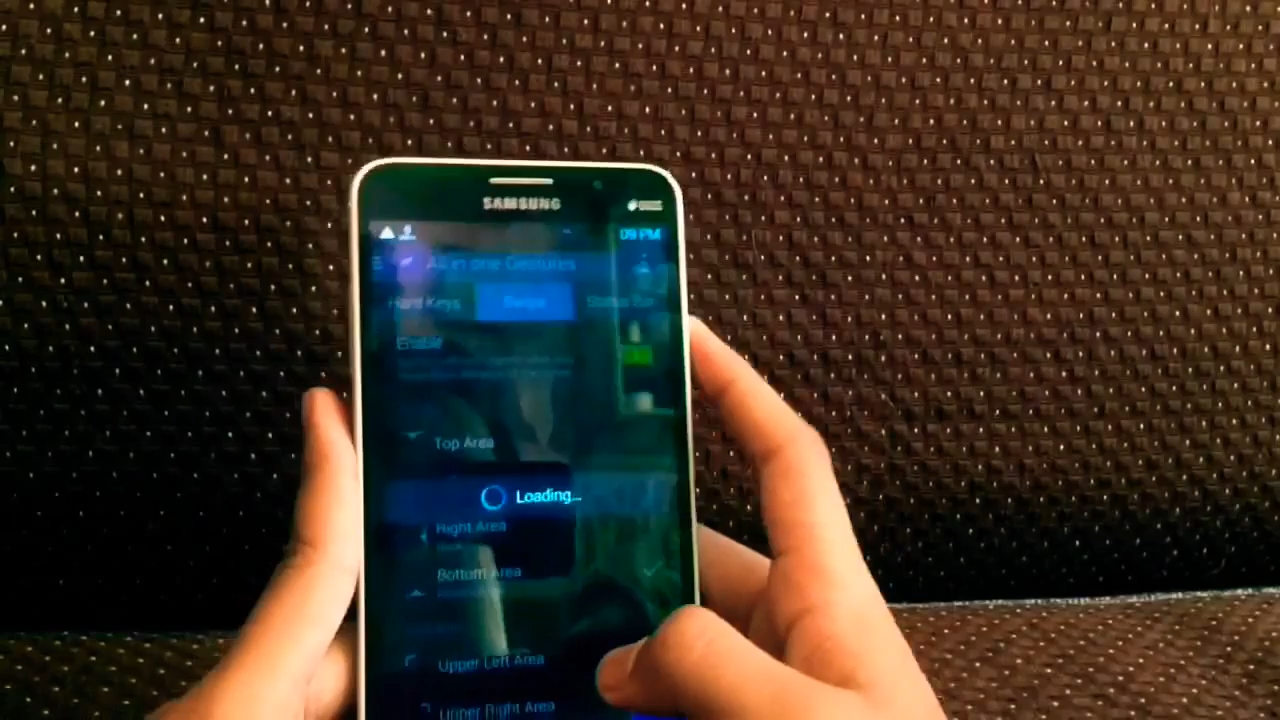 SAMSUNG
09 PM
All in one Gestures
Hard Keys Swipe Status Bar
Enable
Top Area
Loading...
Right Area
Bottom Area
Upper Left Area
Upper Right Area